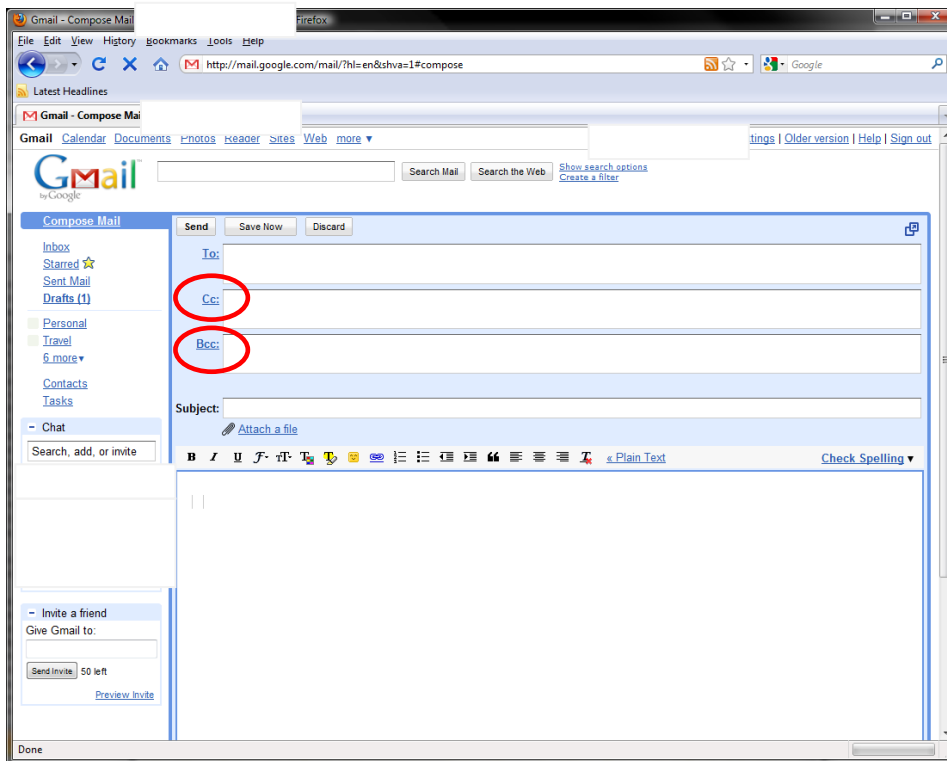 Gmail - Compose Mail Firefox
File Edit View History Bookmarks Tools Help
http://mail.google.com/mail/?hl=en&shva=1#compose Google
Latest Headlines
Gmail - Compose Mai
Gmail Calendar Documents Photos Reader Sites Web more ▼ tings | Older version | Help | Sign out
Gmail by Google Search Mail Search the Web Show search options
Create a filter
Compose Mail
Send Save Now Discard
Inbox
Starred
Sent Mail
Drafts (1)
Personal
Travel
6 more ▾
Contacts
Tasks
− Chat
Search, add, or invite
− Invite a friend
Give Gmail to:
Send Invite 50 left
Preview Invite
To:
Cc:
Bcc:
Subject:
Attach a file
B I U F T T T « Plain Text Check Spelling ▼
Done